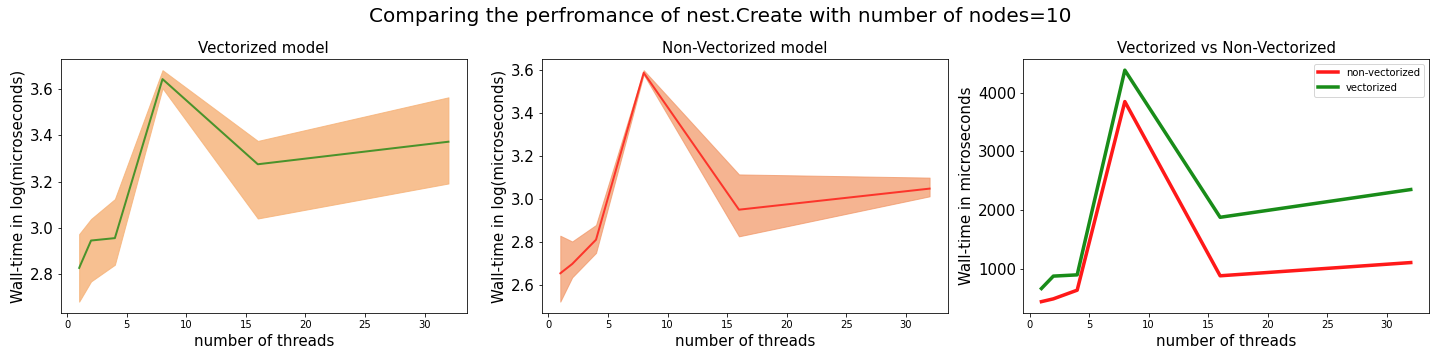 Comparing the perfromance of nest.Create with number of nodes=10
Vectorized model
Wall-time in log(microseconds)
3.6
3.4
3.2
3.0
2.8
0 5 10 15 20 25 30
number of threads
Non-Vectorized model
Wall-time in log(microseconds)
3.6
3.4
3.2
3.0
2.8
2.6
0 5 10 15 20 25 30
number of threads
Vectorized vs Non-Vectorized
Wall-time in microseconds
4000
3000
2000
1000
non-vectorized
vectorized
0 5 10 15 20 25 30
number of threads